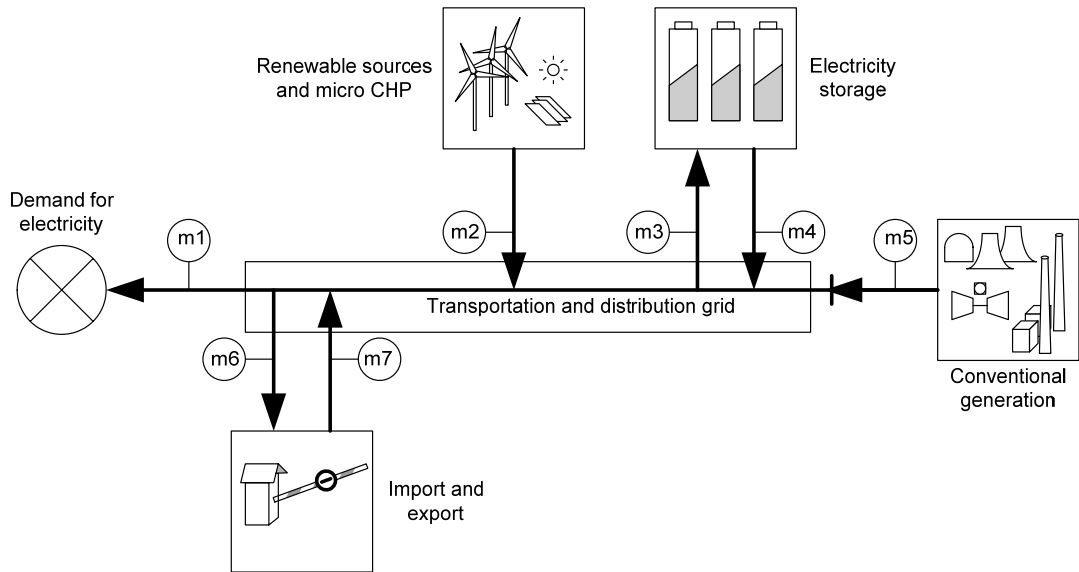 Renewable sources
and micro CHP
Electricity
storage
Demand for
electricity
m1
m2
m3
m4
m5
Transportation and distribution grid
m6
m7
Conventional
generation
Import and
export